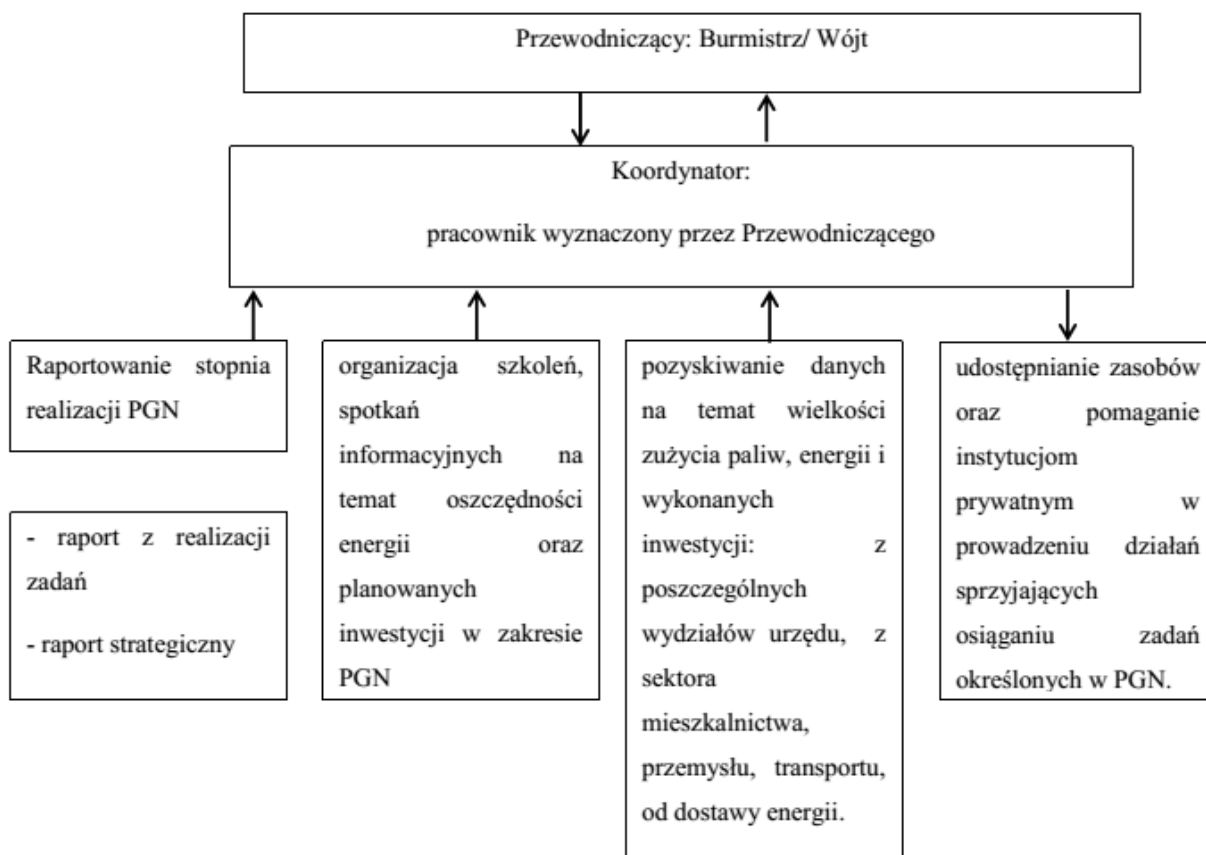 Przewodniczący: Burmistrz/ Wójt
Koordynator:
pracownik wyznaczony przez Przewodniczącego
Raportowanie stopnia
realizacji PGN
- raport z realizacji
zadań
- raport strategiczny
organizacja szkoleń,
spotkań
informacyjnych na
temat oszczędności
energii oraz
planowanych
inwestycji w zakresie
PGN
pozyskiwanie danych
na temat wielkości
zużycia paliw, energii i
wykonanych
inwestycji: z
poszczególnych
wydziałów urzędu, z
sektora
mieszkalnictwa,
przemysłu, transportu,
od dostawy energii.
udostępnianie zasobów
oraz pomaganie
instytucjom
prywatnym w
prowadzeniu działań
sprzyjających
osiąganiu zadań
określonych w PGN.